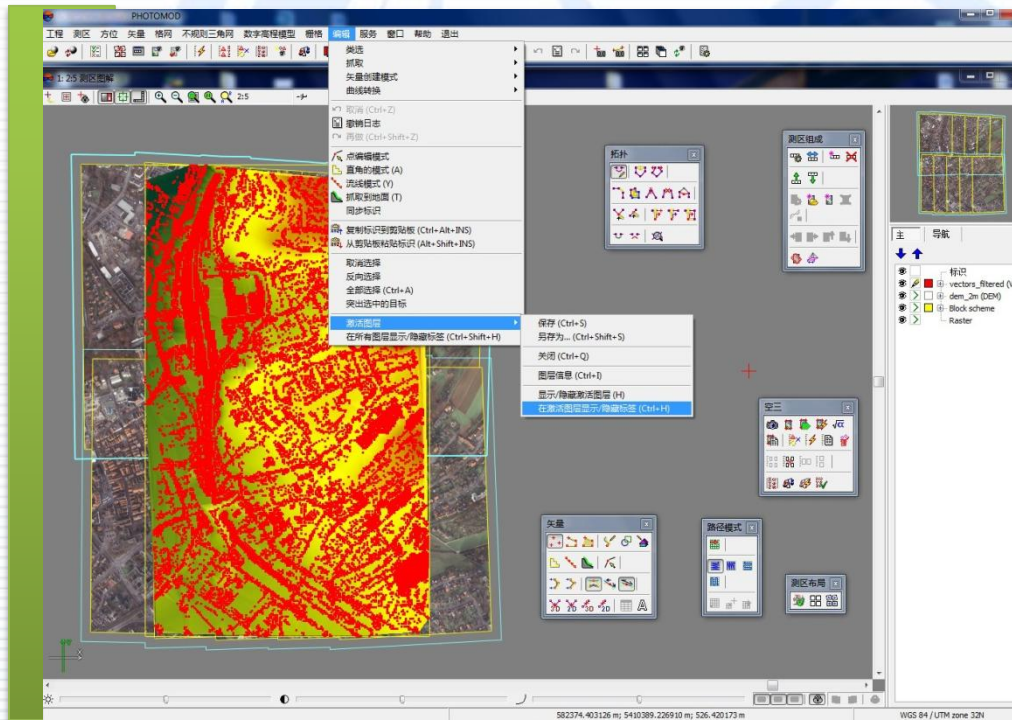 PHOTOMOD
工程 测区 方位 矢量 格网 不规则三角网 数字高程模型 栅格 编辑 服务 窗口 帮助 退出
1: 2:5 测区图解
2:5
类选
抓取
矢量创建模式
曲线转换
取消 (Ctrl+Z)
撤销日志
再做 (Ctrl+Shift+Z)
点编辑模式
直角的模式 (A)
流线模式 (Y)
抓取到地面 (T)
同步标识
复制标识到剪贴板 (Ctrl+Alt+INS)
从剪贴板粘贴标识 (Alt+Shift+INS)
取消选择
反向选择
全部选择 (Ctrl+A)
突出选中的目标
激活图层
在所有图层显示/隐藏标签 (Ctrl+Shift+H)
保存 (Ctrl+S)
另存为... (Ctrl+Shift+S)
关闭 (Ctrl+Q)
图层信息 (Ctrl+I)
显示/隐藏激活图层 (H)
在激活图层显示/隐藏标签 (Ctrl+H)
拓扑
测区组成
空三
矢量
3D 2D 3D 2D A
路径模式
测区布局
主 导航
标识
vectors_filtered (V
dem_2m (DEM)
Block scheme
Raster
582374.403126 m; 5410389.226910 m; 526.420173 m
WGS 84 / UTM zone 32N